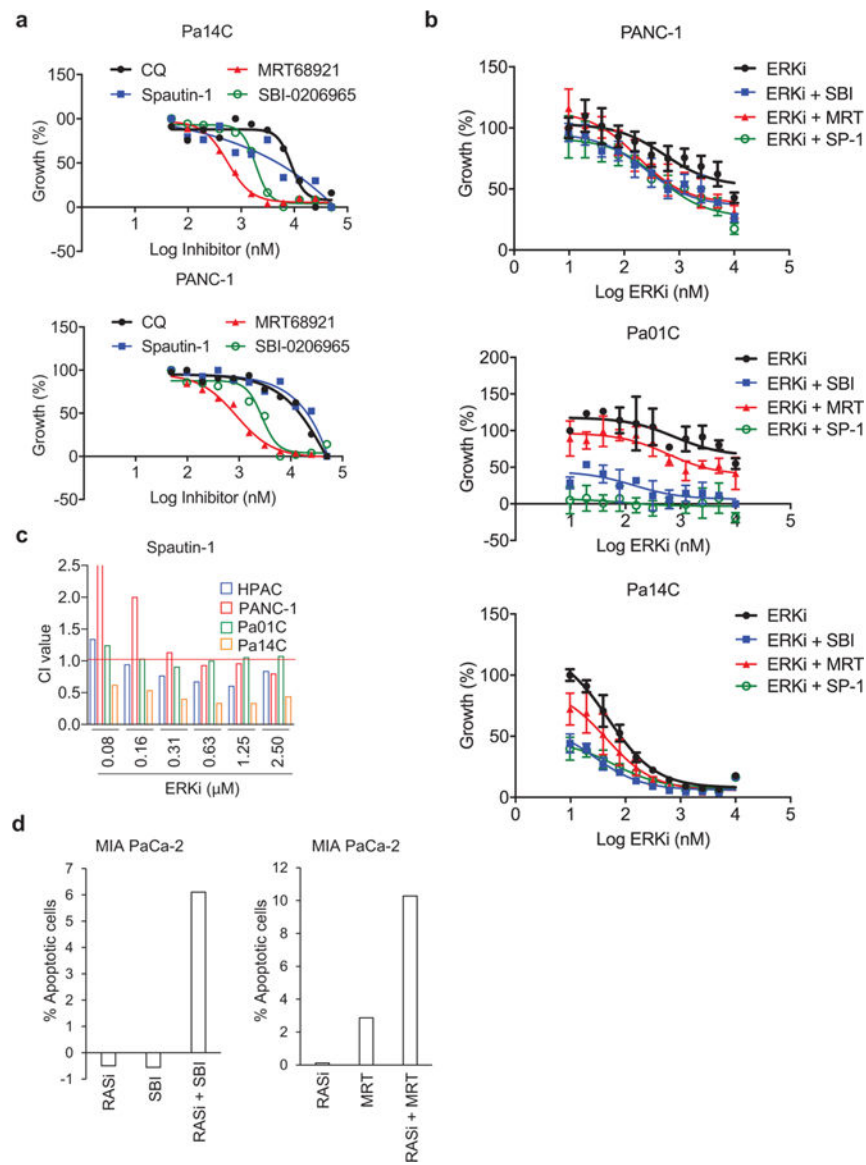 a
Pa14C
CQ
MRT68921
Spautin-1
SBI-0206965
150
100
00
50
00
0
-50
Growth (%)
1 2 3 4 5
Log Inhibitor (nM)
PANC-1
CQ
MRT68921
Spautin-1
SBI-0206965
150
100
50
0
-50
Growth (%)
1 2 3 4 5
Log Inhibitor (nM)
b
PANC-1
ERKi
ERKi + SBI
ERKi + MRT
ERKi + SP-1
150
100
50
0
Growth (%)
0 1 2 3 4 5
Log ERKi (nM)
Pa01C
ERKi
ERKi + SBI
ERKi + MRT
ERKi + SP-1
200
150
100
50
0
-50
Growth (%)
1 2 3 4 5
Log ERKi (nM)
Pa14C
ERKi
ERKi + SBI
ERKi + MRT
ERKi + SP-1
150
100
50
0
Growth (%)
0 1 2 3 4 5
Log ERKi (nM)
c
Spautin-1
HPAC
PANC-1
Pa01C
Pa14C
2.5
2.0
1.5
1.0
0.5
0.0
CI value
0.08 0.16 0.31 0.63 1.25 2.50
ERKi (µM)
d
MIA PaCa-2
7
6
5
4
3
2
1
0
-1
% Apoptotic cells
RASi
SBI
RASi + SBI
MIA PaCa-2
12
10
8
6
4
2
0
% Apoptotic cells
RASi
MRT
RASi + MRT